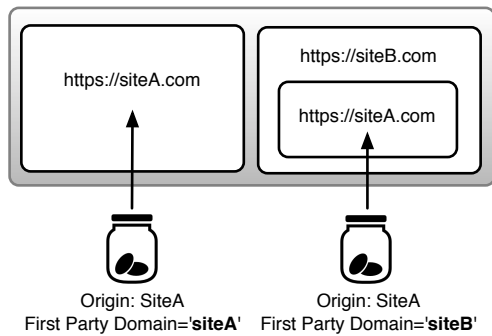 https://siteA.com
https://siteB.com
https://siteA.com
Origin: SiteA
First Party Domain='siteA'
Origin: SiteA
First Party Domain='siteB'